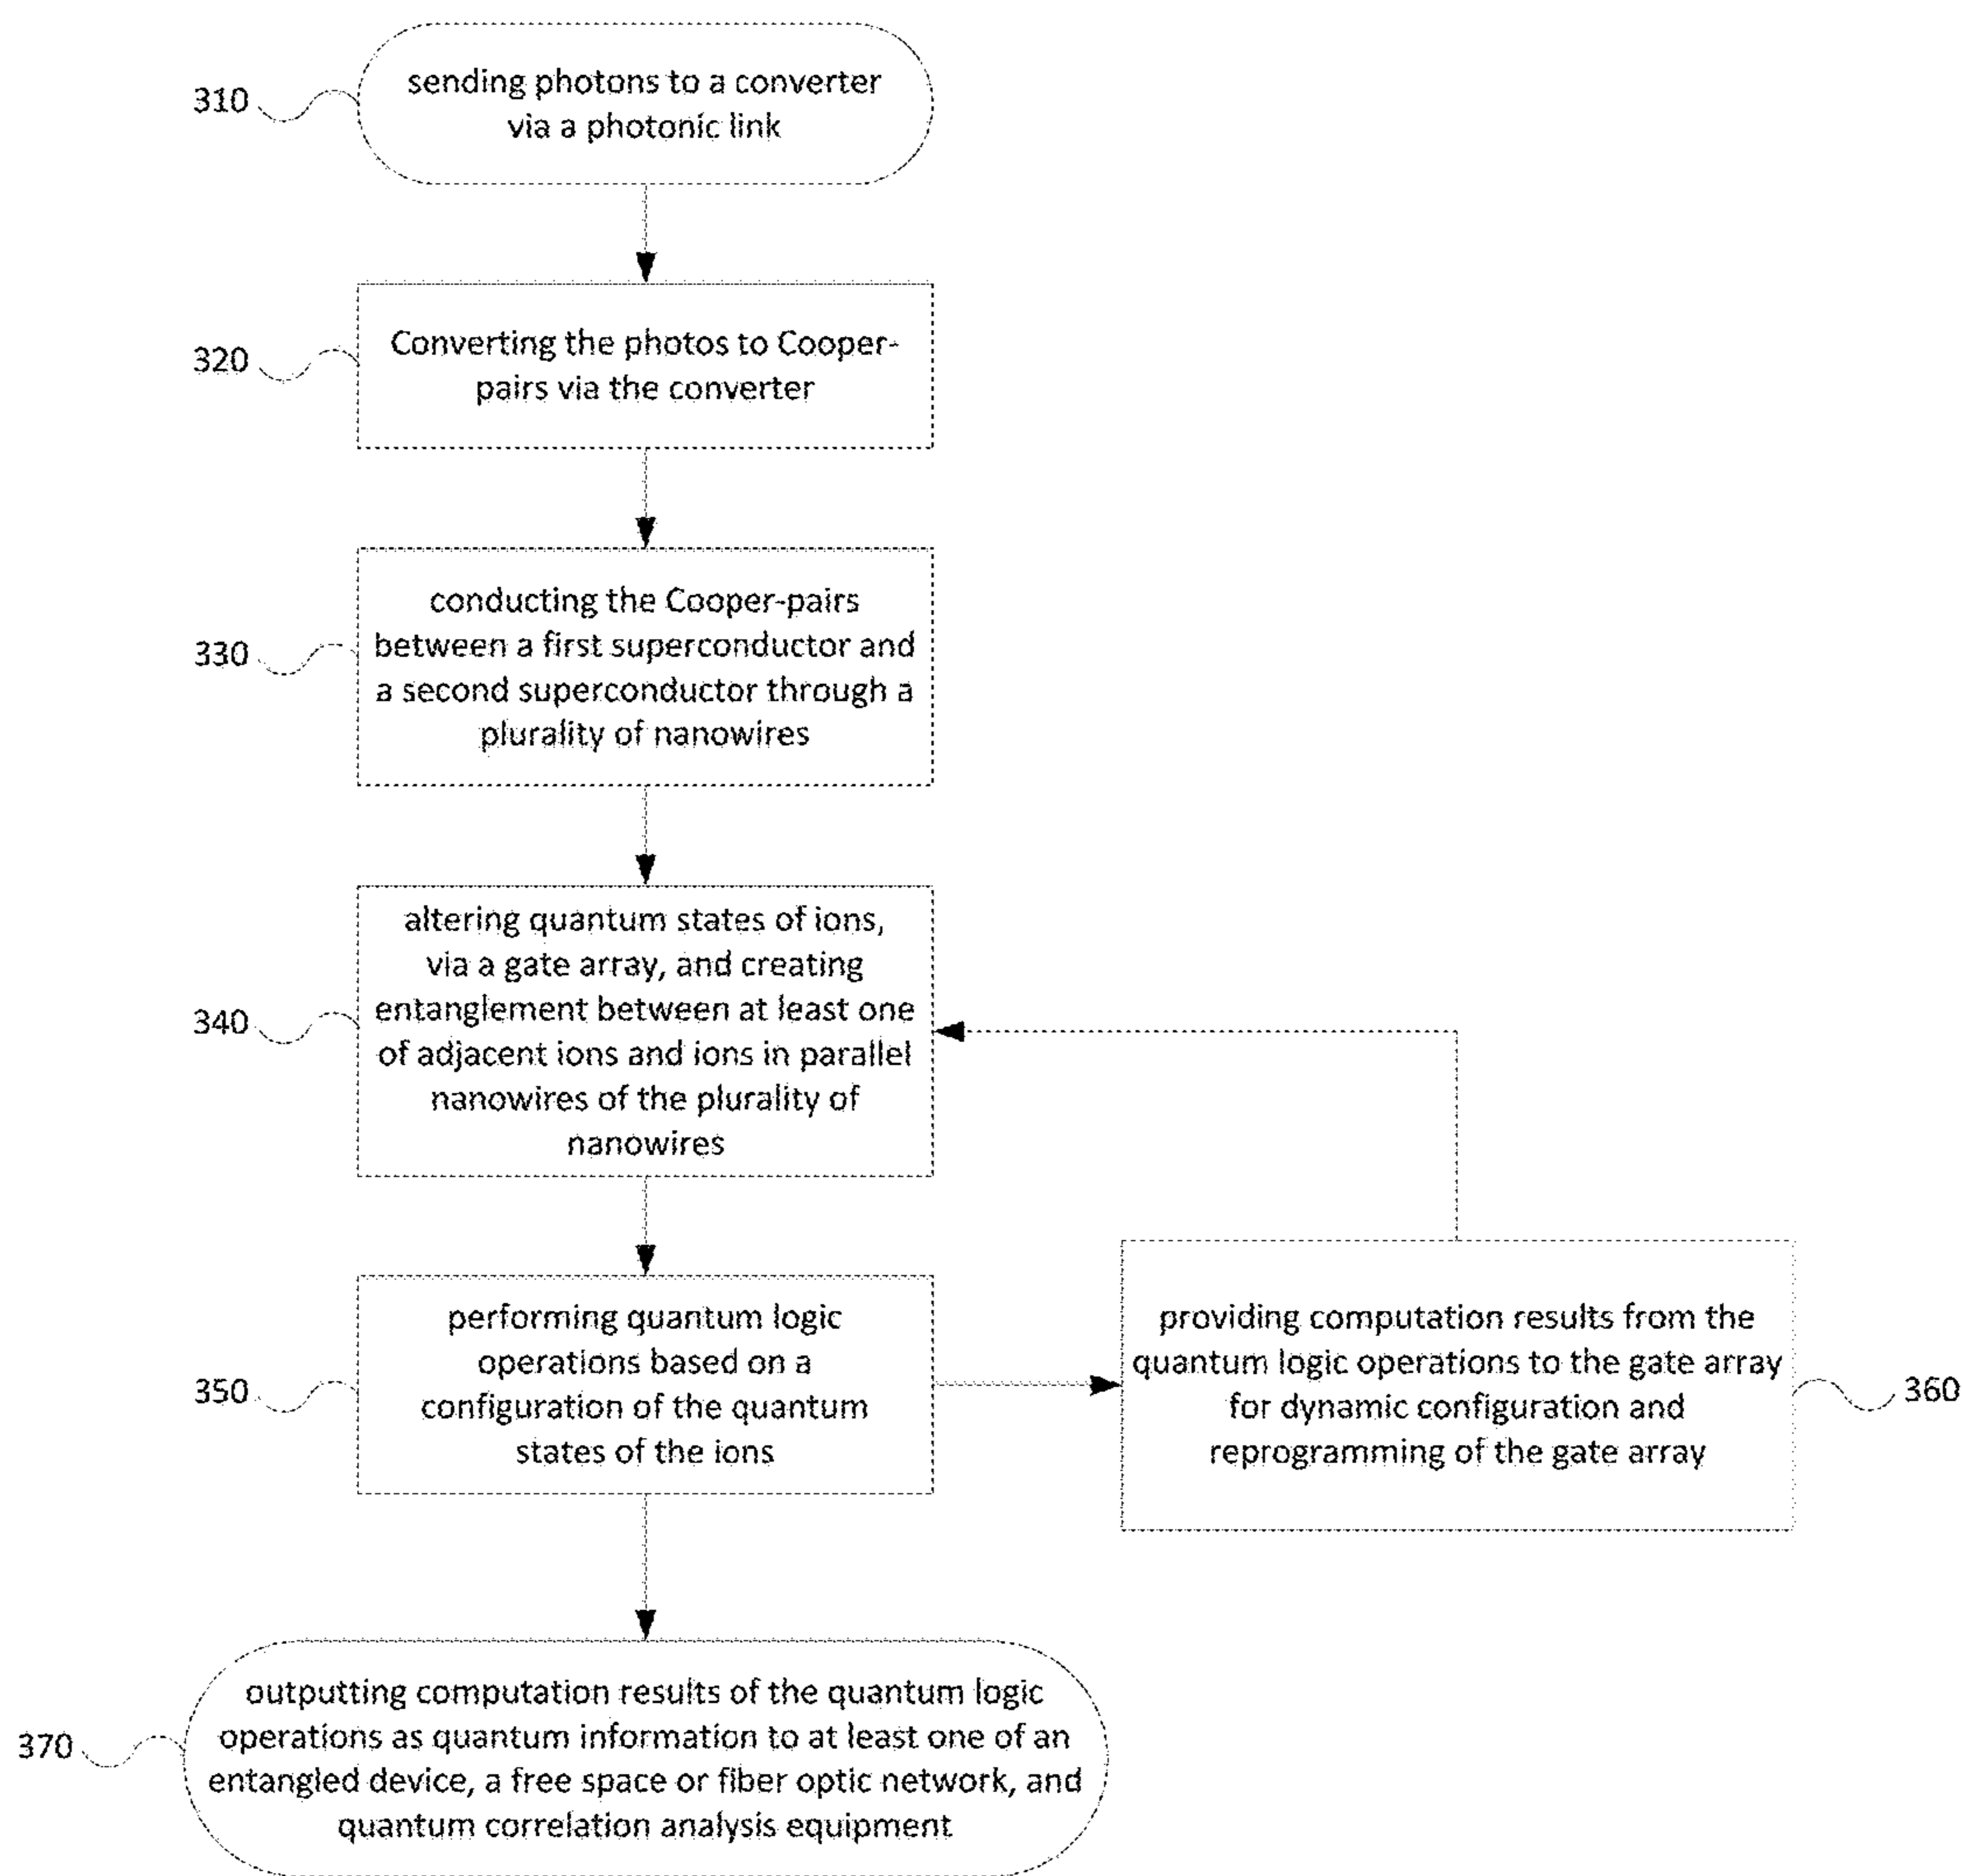 310
sending photons to a converter
via a photonic link
320
Converting the photos to Cooper-
pairs via the converter
330
conducting the Cooper-pairs
between a first superconductor and
a second superconductor through a
plurality of nanowires
340
altering quantum states of ions,
via a gate array, and creating
entanglement between at least one
of adjacent ions and ions in parallel
nanowires of the plurality of
nanowires
350
performing quantum logic
operations based on a
configuration of the quantum
states of the ions
providing computation results from the
quantum logic operations to the gate array
for dynamic configuration and
reprogramming of the gate array
360
370
outputting computation results of the quantum logic
operations as quantum information to at least one of an
entangled device, a free space or fiber optic network, and
quantum correlation analysis equipment